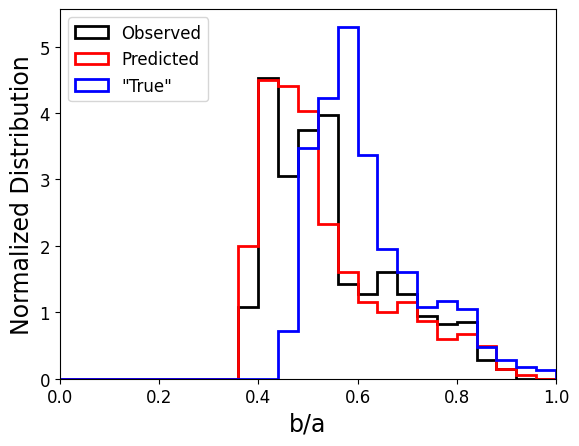 Observed
Predicted
"True"
Normalized Distribution
5
4
3
2
1
0
0.0 0.2 0.4 0.6 0.8 1.0
b/a